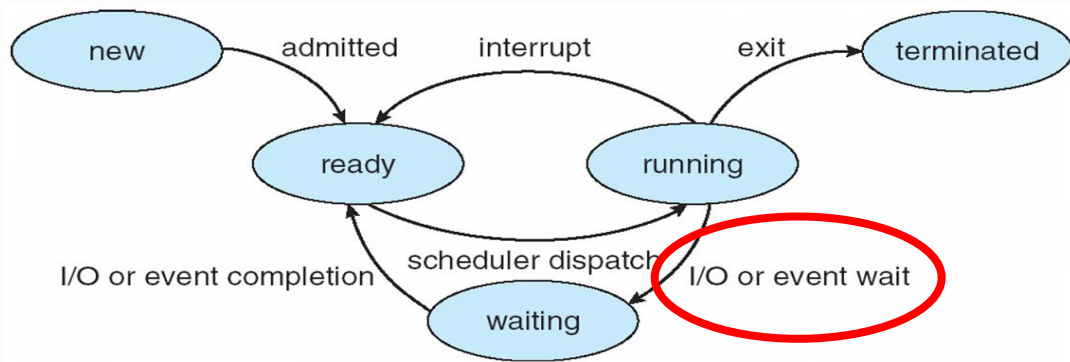 new
admitted
interrupt
exit
terminated
ready
running
I/O or event completion
scheduler dispatch
I/O or event wait
waiting